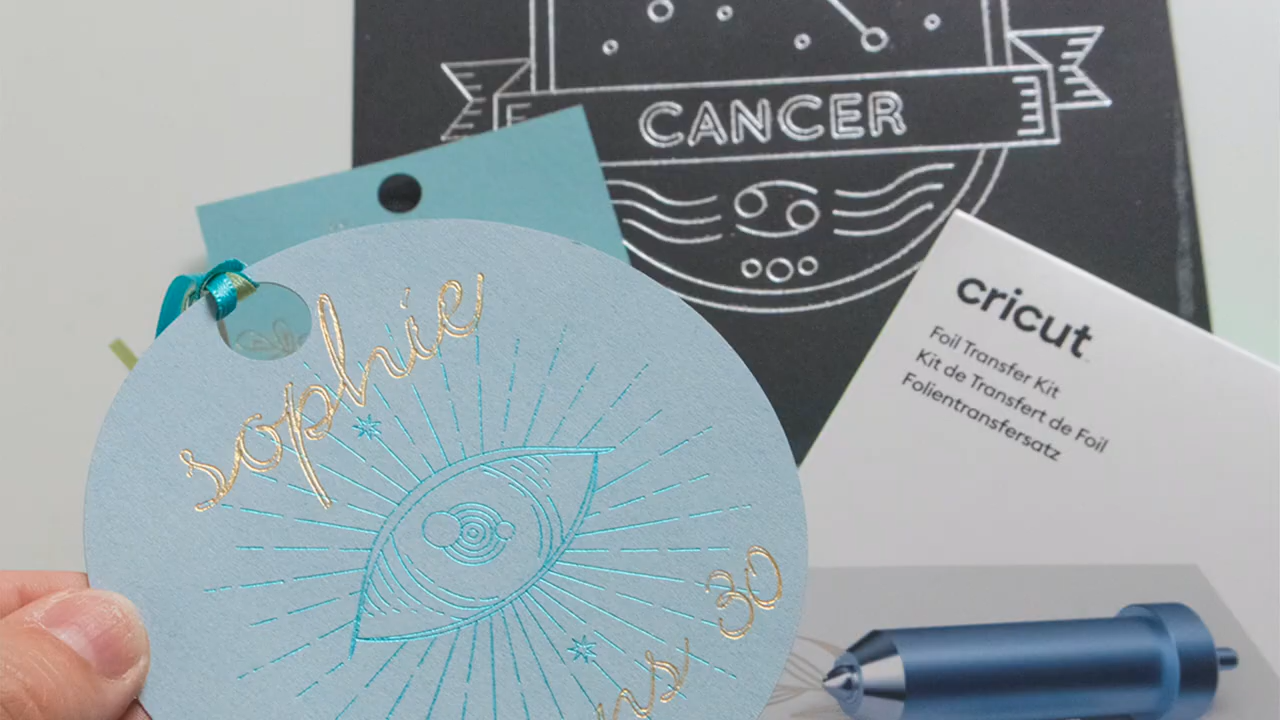 CANCER
cricut
Foil Transfer Kit
Kit de Transfert de Foil
Folientransfersatz
sophie
30